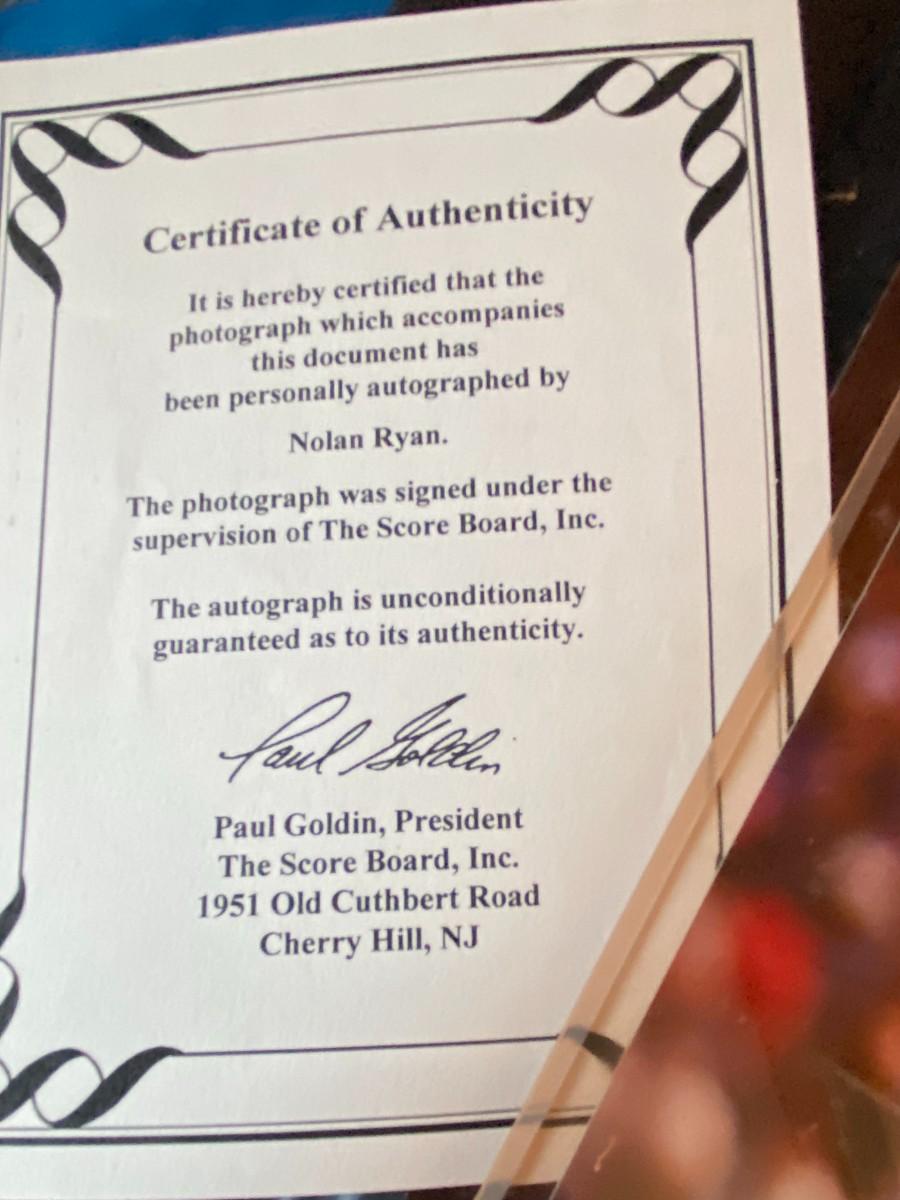 Certificate of Authenticity
It is hereby certified that the
photograph which accompanies
this document has
been personally autographed by
Nolan Ryan.
The photograph was signed under the
supervision of The Score Board, Inc.
The autograph is unconditionally
guaranteed as to its authenticity.
Paul Goldin
Paul Goldin, President
The Score Board, Inc.
1951 Old Cuthbert Road
Cherry Hill, NJ